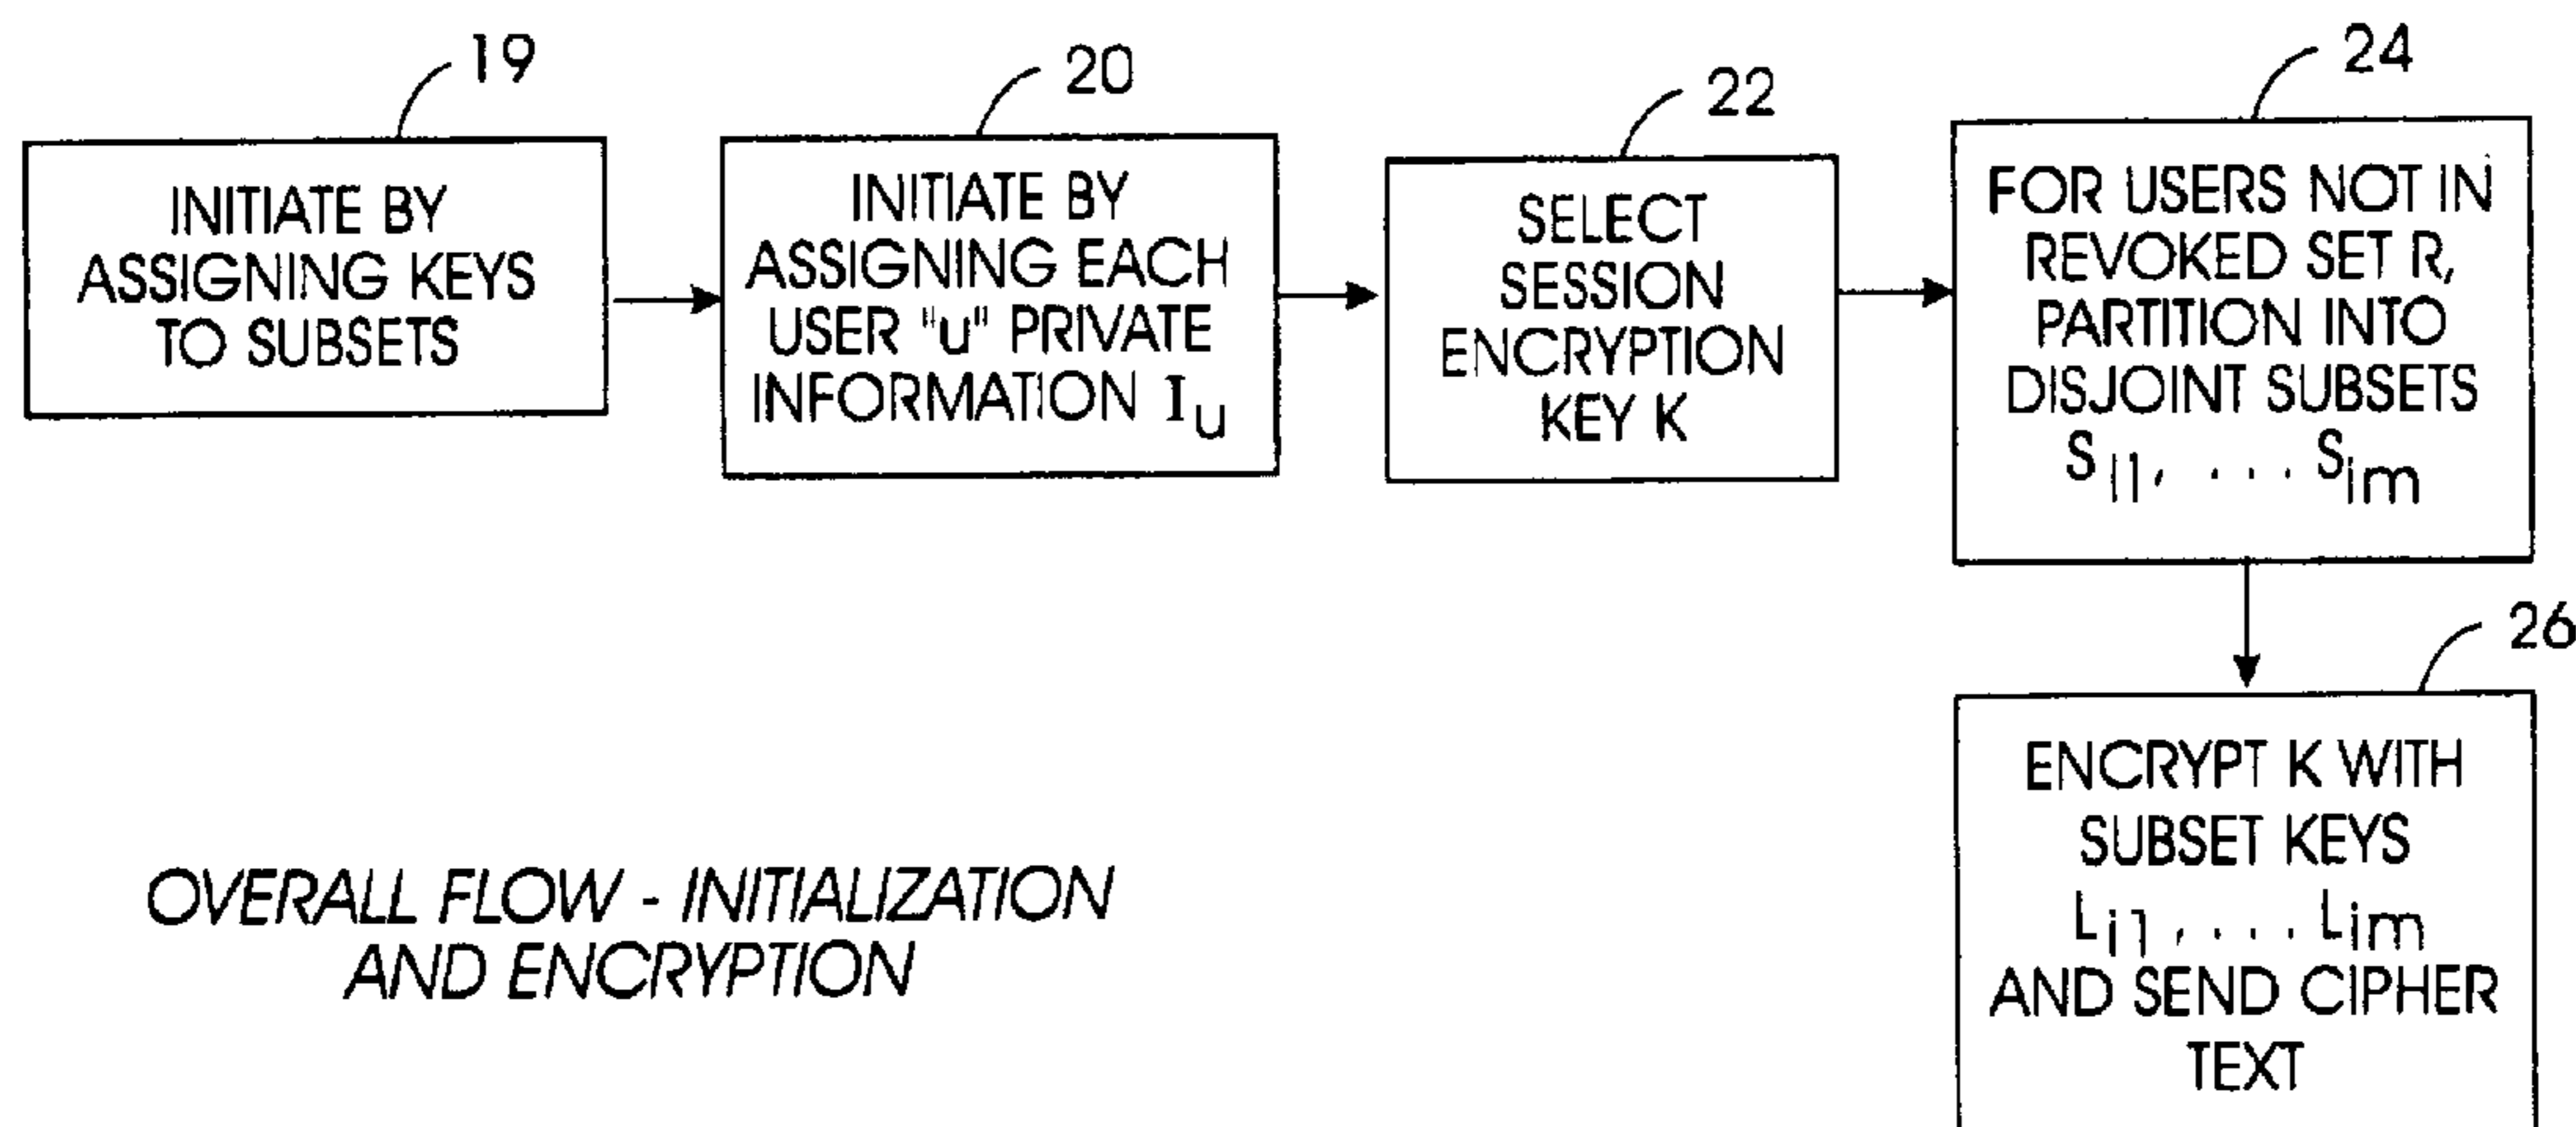 19
INITIATE BY
ASSIGNING KEYS
TO SUBSETS
20
INITIATE BY
ASSIGNING EACH
USER "u" PRIVATE
INFORMATION Iu
22
SELECT
SESSION
ENCRYPTION
KEY K
24
FOR USERS NOT IN
REVOKED SET R,
PARTITION INTO
DISJOINT SUBSETS
Si1, . . . Sim
26
ENCRYPT K WITH
SUBSET KEYS
Li1, . . . Lim
AND SEND CIPHER
TEXT
OVERALL FLOW - INITIALIZATION
AND ENCRYPTION